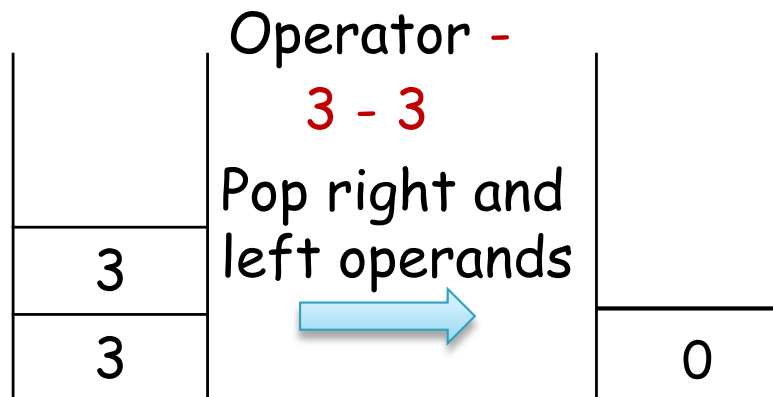 Operator -
3 - 3
Pop right and
left operands
3
3
0